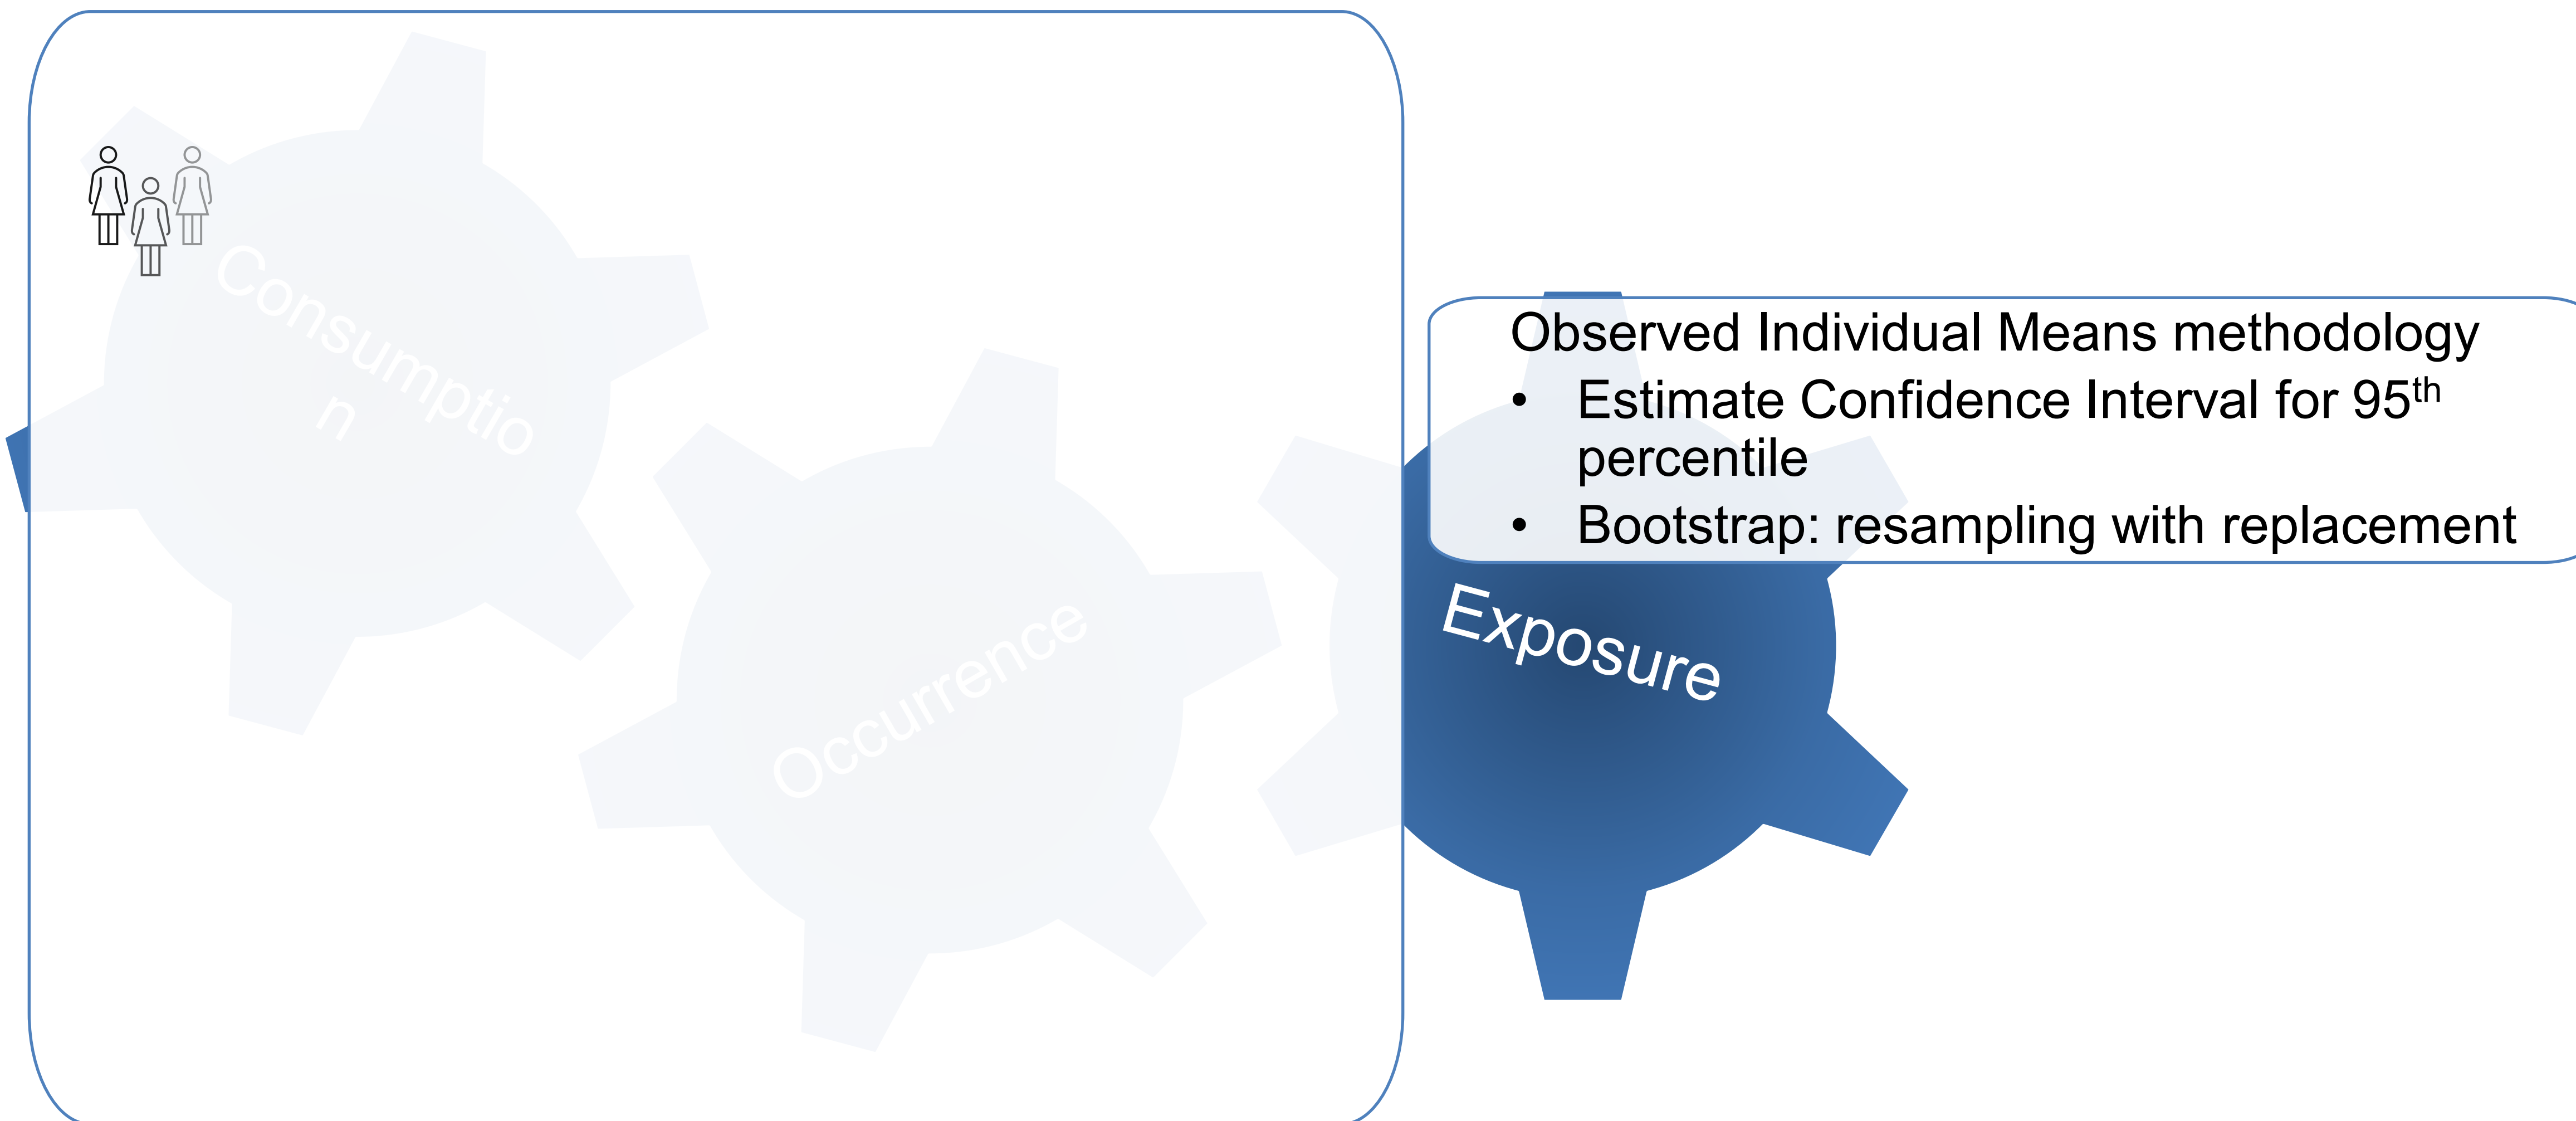 Consumptio
n
Occurrence
Observed Individual Means methodology
• Estimate Confidence Interval for 95th
percentile
• Bootstrap: resampling with replacement
Exposure